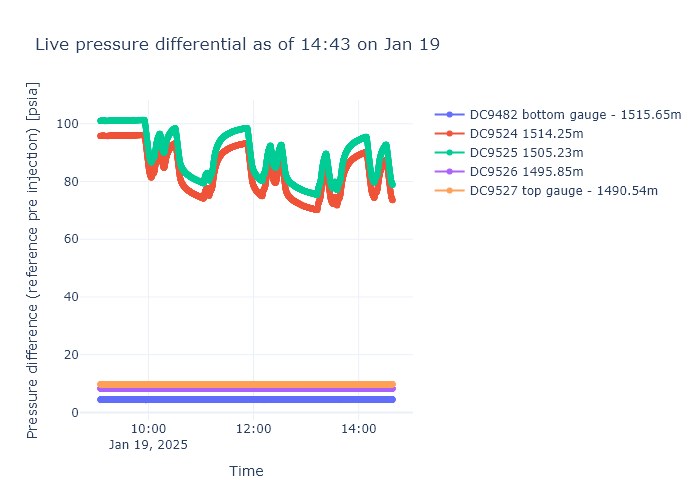 Live pressure differential as of 14:43 on Jan 19
Pressure difference (reference pre injection) [psia]
100
80
60
40
20
0
10:00
Jan 19, 2025
12:00
14:00
Time
DC9482 bottom gauge - 1515.65m
DC9524 1514.25m
DC9525 1505.23m
DC9526 1495.85m
DC9527 top gauge - 1490.54m